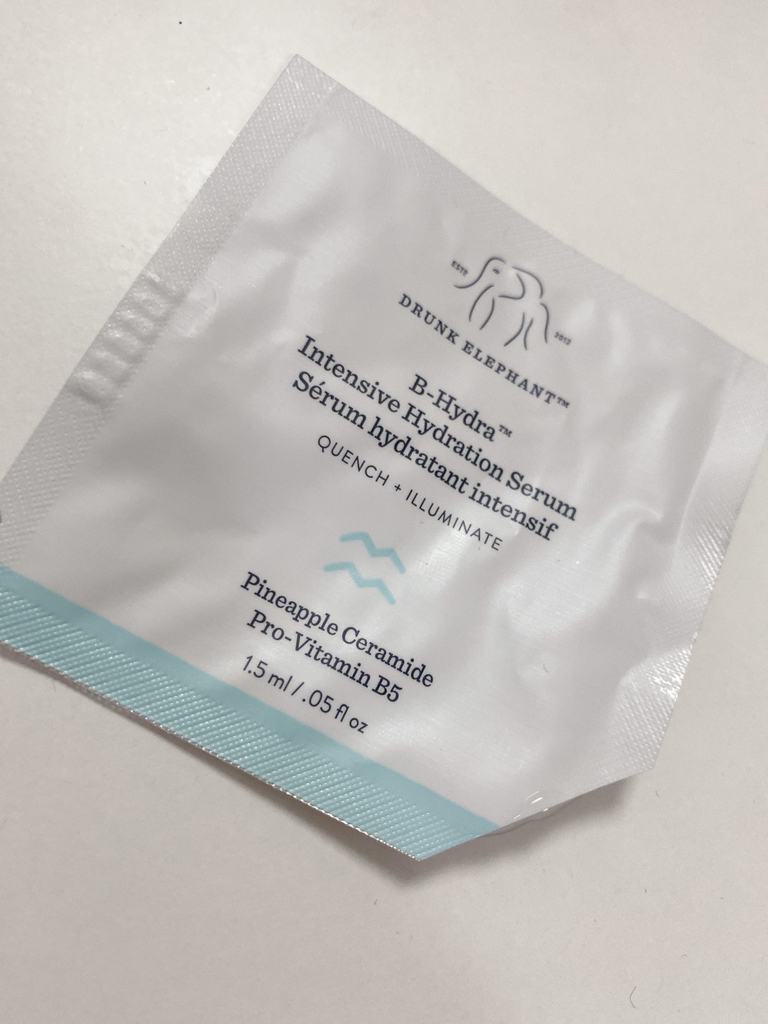 ESTD 2012
DRUNK ELEPHANT™
B-Hydra™
Intensive Hydration Serum
Sérum hydratant intensif
QUENCH + ILLUMINATE
Pineapple Ceramide
Pro-Vitamin B5
1.5 ml / .05 fl oz